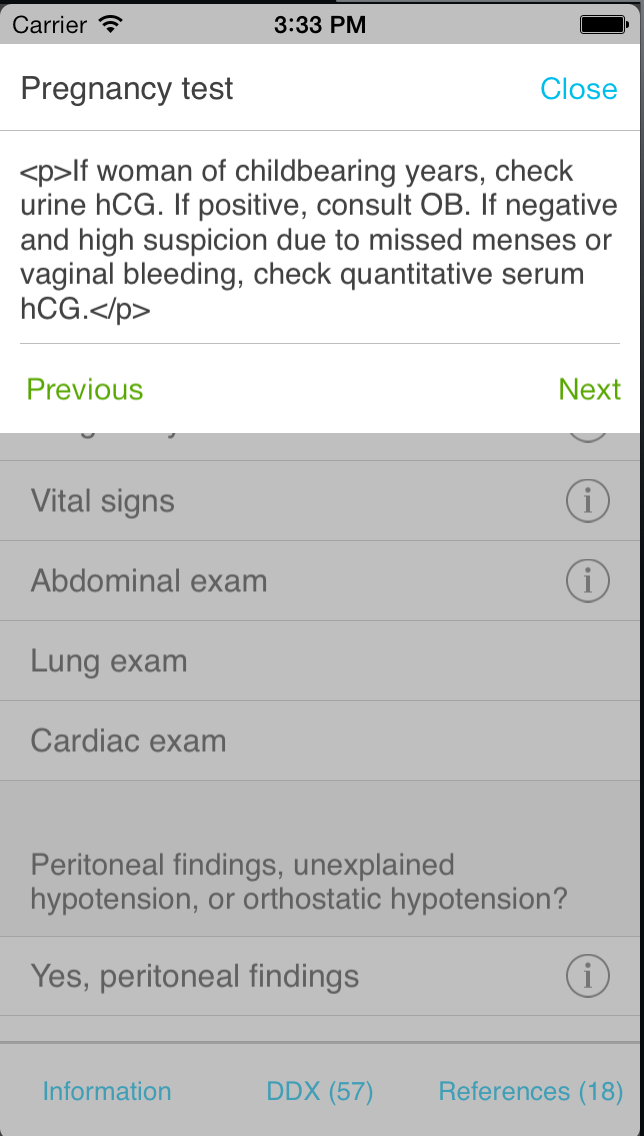 Carrier 3:33 PM
Pregnancy test Close
<p>If woman of childbearing years, check
urine hCG. If positive, consult OB. If negative
and high suspicion due to missed menses or
vaginal bleeding, check quantitative serum
hCG.</p>
Previous Next
Vital signs i
Abdominal exam i
Lung exam
Cardiac exam
Peritoneal findings, unexplained
hypotension, or orthostatic hypotension?
Yes, peritoneal findings i
Information DDX (57) References (18)